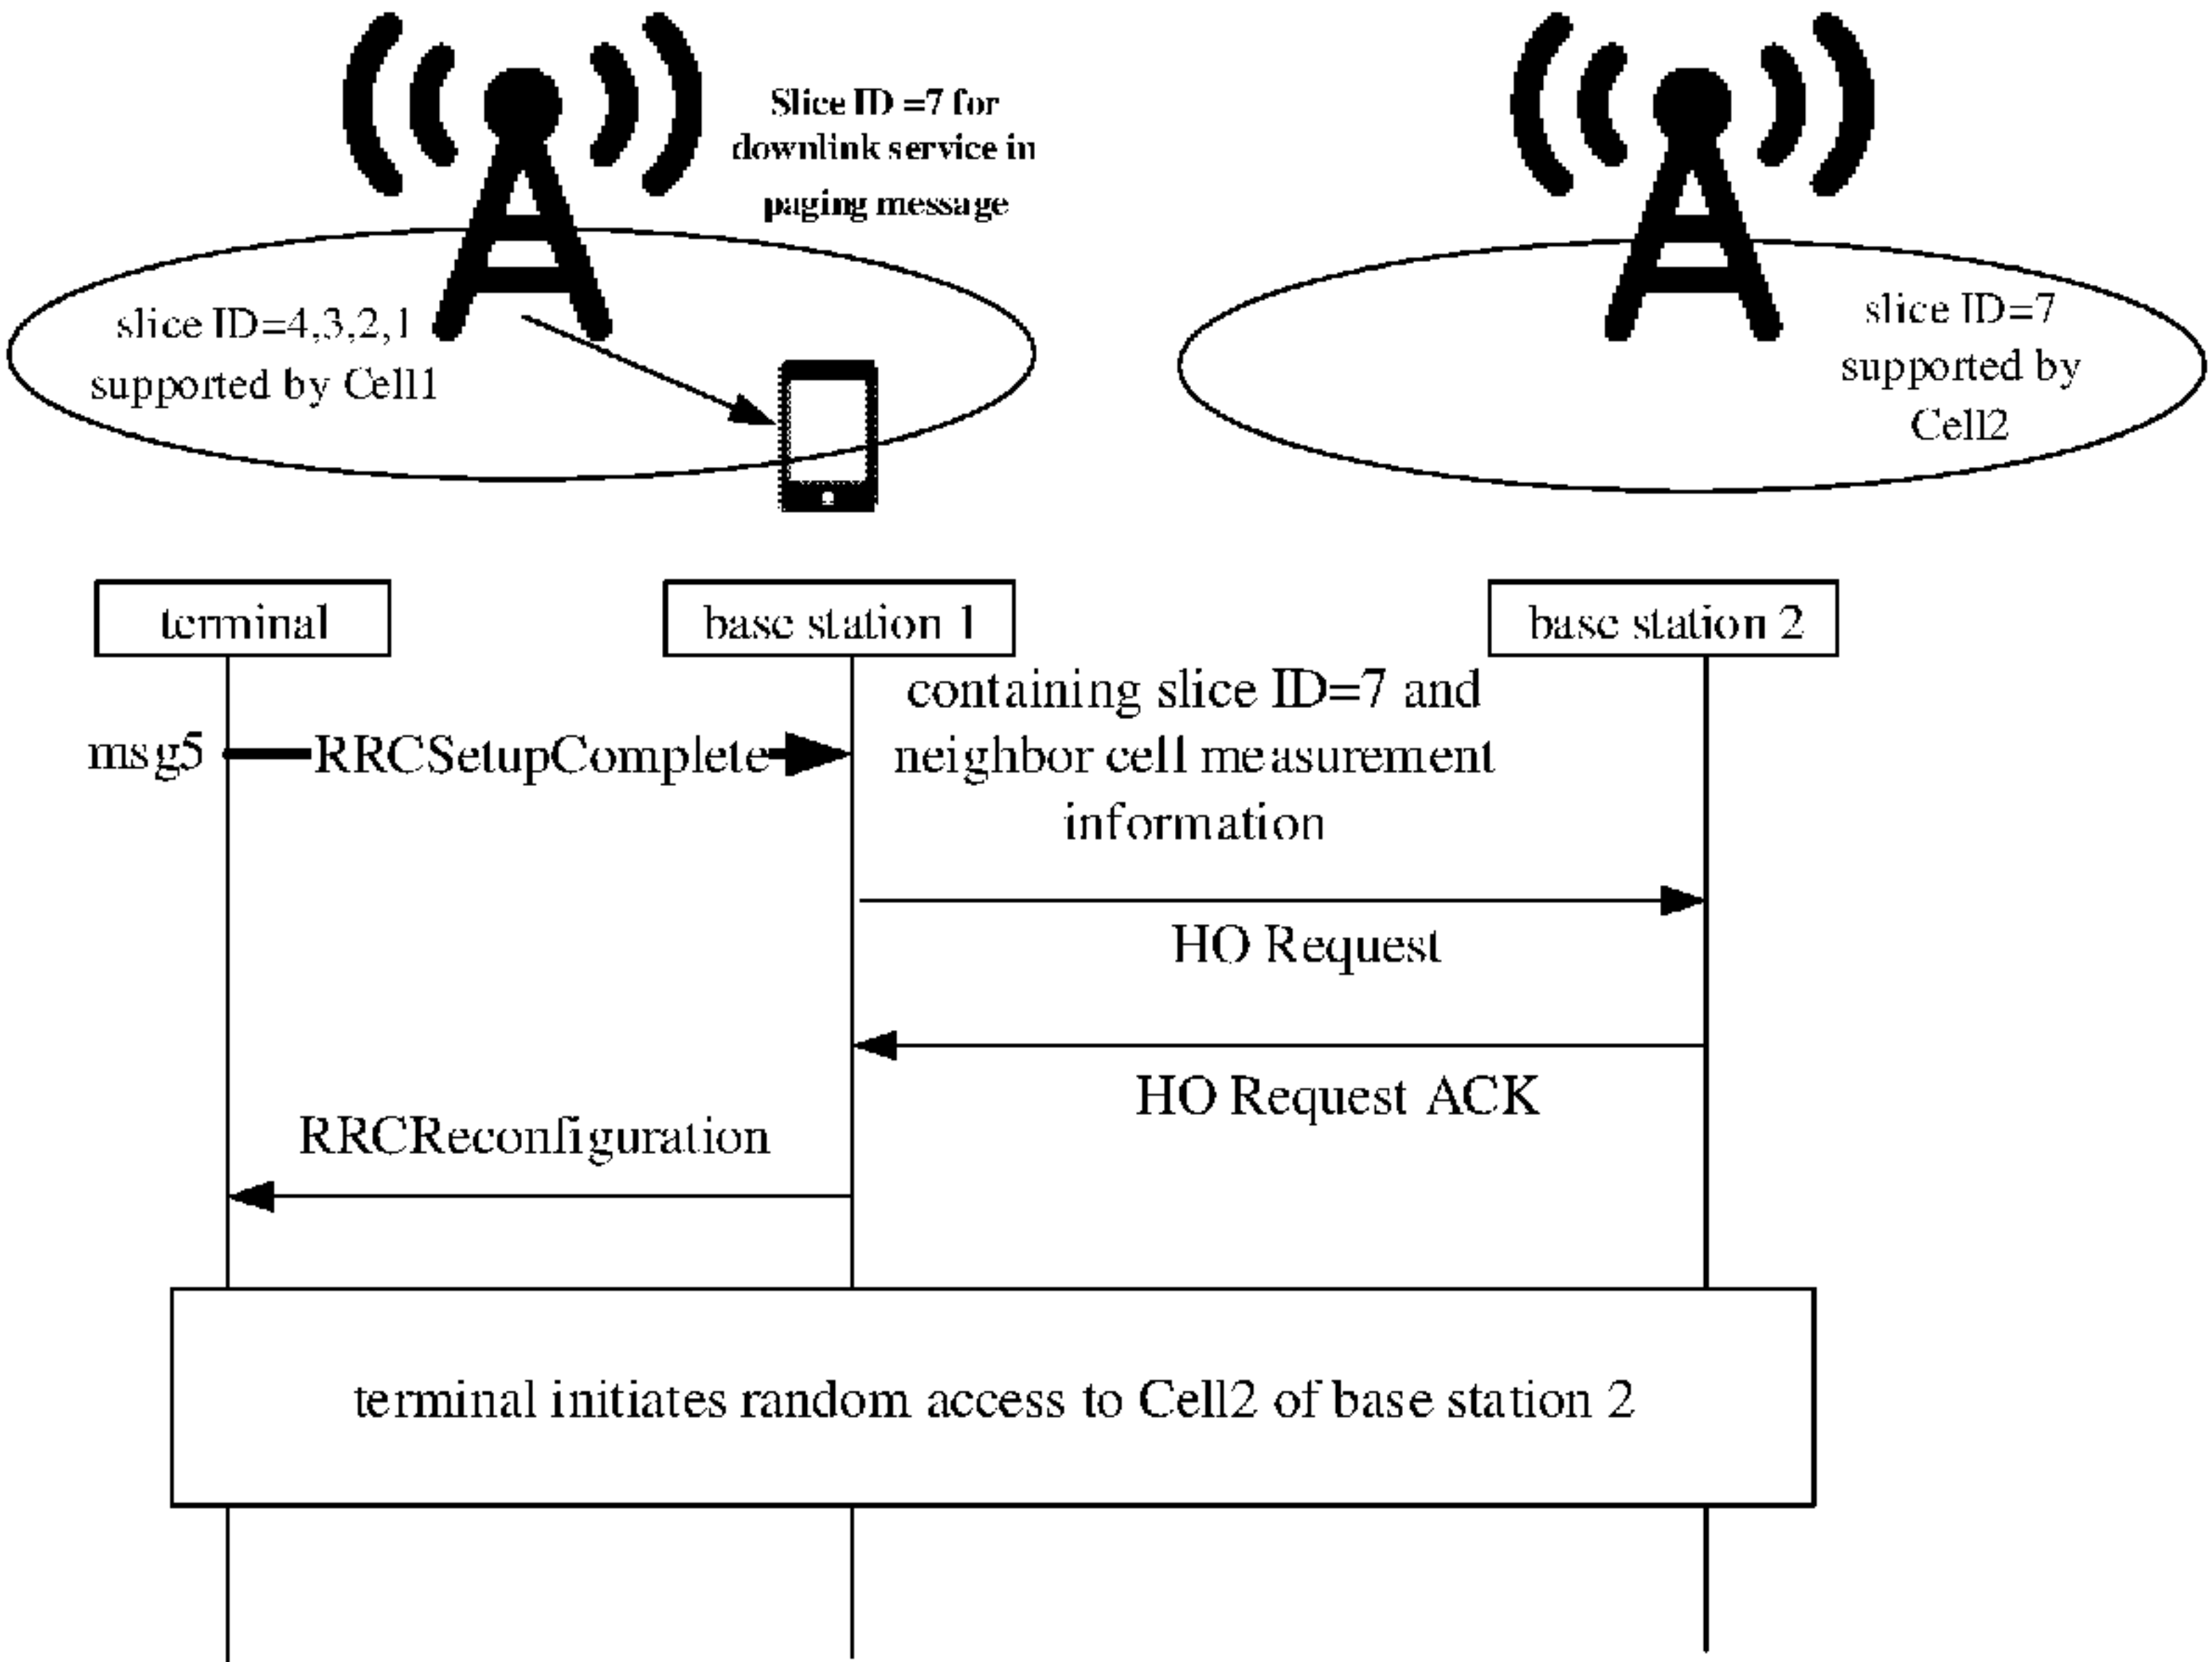 Slice ID =7 for
downlink service in
paging message
slice ID=4,3,2,1
supported by Cell1
slice ID=7
supported by
Cell2
terminal
base station 1
base station 2
containing slice ID=7 and
msg5
RRCSetupComplete
neighbor cell measurement
information
HO Request
HO Request ACK
RRCReconfiguration
terminal initiates random access to Cell2 of base station 2